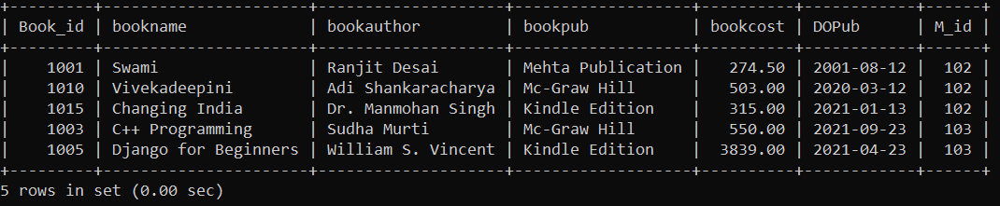 +---------+----------------------+--------------------+-------------------+----------+------------+-------+
| Book_id | bookname             | bookauthor         | bookpub           | bookcost | DOPub      | M_id  |
+---------+----------------------+--------------------+-------------------+----------+------------+-------+
|    1001 | Swami                | Ranjit Desai       | Mehta Publication |   274.50 | 2001-08-12 |   102 |
|    1010 | Vivekadeepini        | Adi Shankaracharya | Mc-Graw Hill      |   503.00 | 2020-03-12 |   102 |
|    1015 | Changing India       | Dr. Manmohan Singh | Kindle Edition    |   315.00 | 2021-01-13 |   102 |
|    1003 | C++ Programming      | Sudha Murti        | Mc-Graw Hill      |   550.00 | 2021-09-23 |   103 |
|    1005 | Django for Beginners | William S. Vincent | Kindle Edition    |  3839.00 | 2021-04-23 |   103 |
+---------+----------------------+--------------------+-------------------+----------+------------+-------+
5 rows in set (0.00 sec)